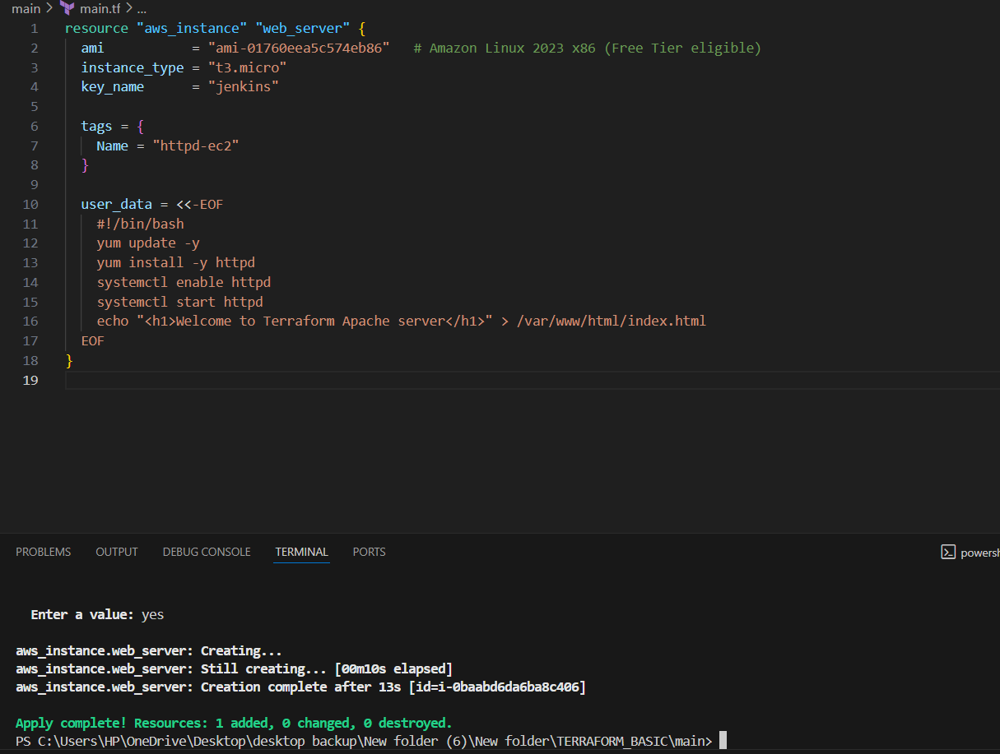 main > main.tf > ...
1 resource "aws_instance" "web_server" {
2   ami           = "ami-01760eea5c574eb86"   # Amazon Linux 2023 x86 (Free Tier eligible)
3   instance_type = "t3.micro"
4   key_name      = "jenkins"
5
6   tags = {
7     Name = "httpd-ec2"
8   }
9
10   user_data = <<-EOF
11     #!/bin/bash
12     yum update -y
13     yum install -y httpd
14     systemctl enable httpd
15     systemctl start httpd
16     echo "<h1>Welcome to Terraform Apache server</h1>" > /var/www/html/index.html
17   EOF
18 }
19
PROBLEMS OUTPUT DEBUG CONSOLE TERMINAL PORTS powersh
Enter a value: yes
aws_instance.web_server: Creating...
aws_instance.web_server: Still creating... [00m10s elapsed]
aws_instance.web_server: Creation complete after 13s [id=i-0baabd6da6ba8c406]
Apply complete! Resources: 1 added, 0 changed, 0 destroyed.
PS C:\Users\HP\OneDrive\Desktop\desktop backup\New folder (6)\New folder\TERRAFORM_BASIC\main>